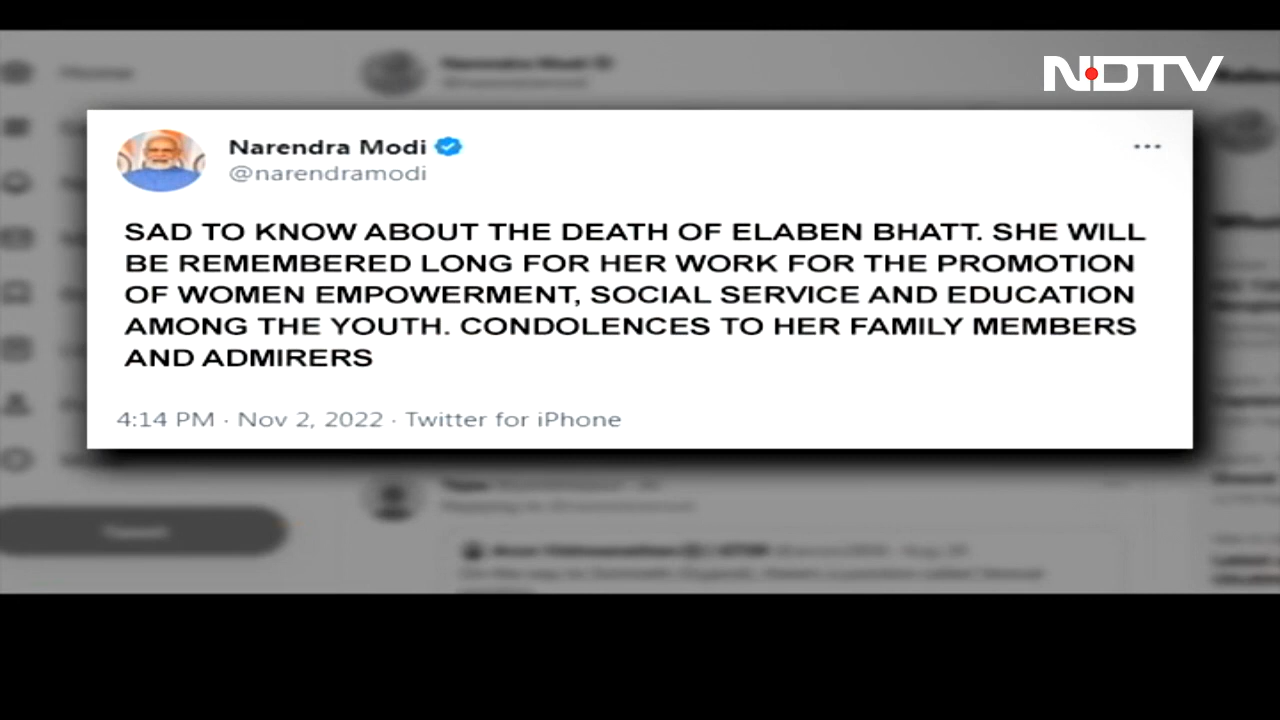 NDTV
Narendra Modi
@narendramodi
SAD TO KNOW ABOUT THE DEATH OF ELABEN BHATT. SHE WILL
BE REMEMBERED LONG FOR HER WORK FOR THE PROMOTION
OF WOMEN EMPOWERMENT, SOCIAL SERVICE AND EDUCATION
AMONG THE YOUTH. CONDOLENCES TO HER FAMILY MEMBERS
AND ADMIRERS
4:14 PM · Nov 2, 2022 · Twitter for iPhone